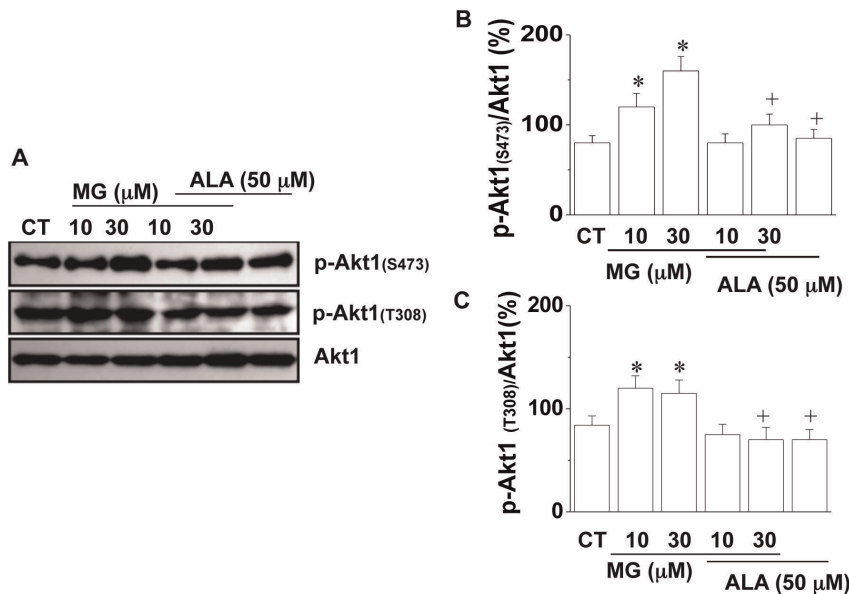 A
MG (μM) ALA (50 μM)
CT 10 30 10 30
p-Akt1(S473)
p-Akt1(T308)
Akt1
B
p-Akt1(S473)/Akt1 (%)
200
100
0
* * + +
CT 10 30 10 30
MG (μM)
ALA (50 μM)
C
p-Akt1 (T308)/Akt1(%)
200
100
0
* * + +
CT 10 30 10 30
MG (μM)
ALA (50 μM)